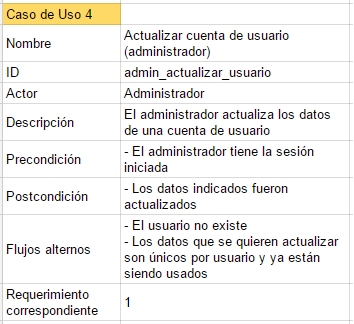 Caso de Uso 4
Nombre
Actualizar cuenta de usuario
(administrador)
ID
admin_actualizar_usuario
Actor
Administrador
Descripción
El administrador actualiza los datos
de una cuenta de usuario
Precondición
- El administrador tiene la sesión
iniciada
Postcondición
- Los datos indicados fueron
actualizados
Flujos alternos
- El usuario no existe
- Los datos que se quieren actualizar
son únicos por usuario y ya están
siendo usados
Requerimiento
correspondiente
1